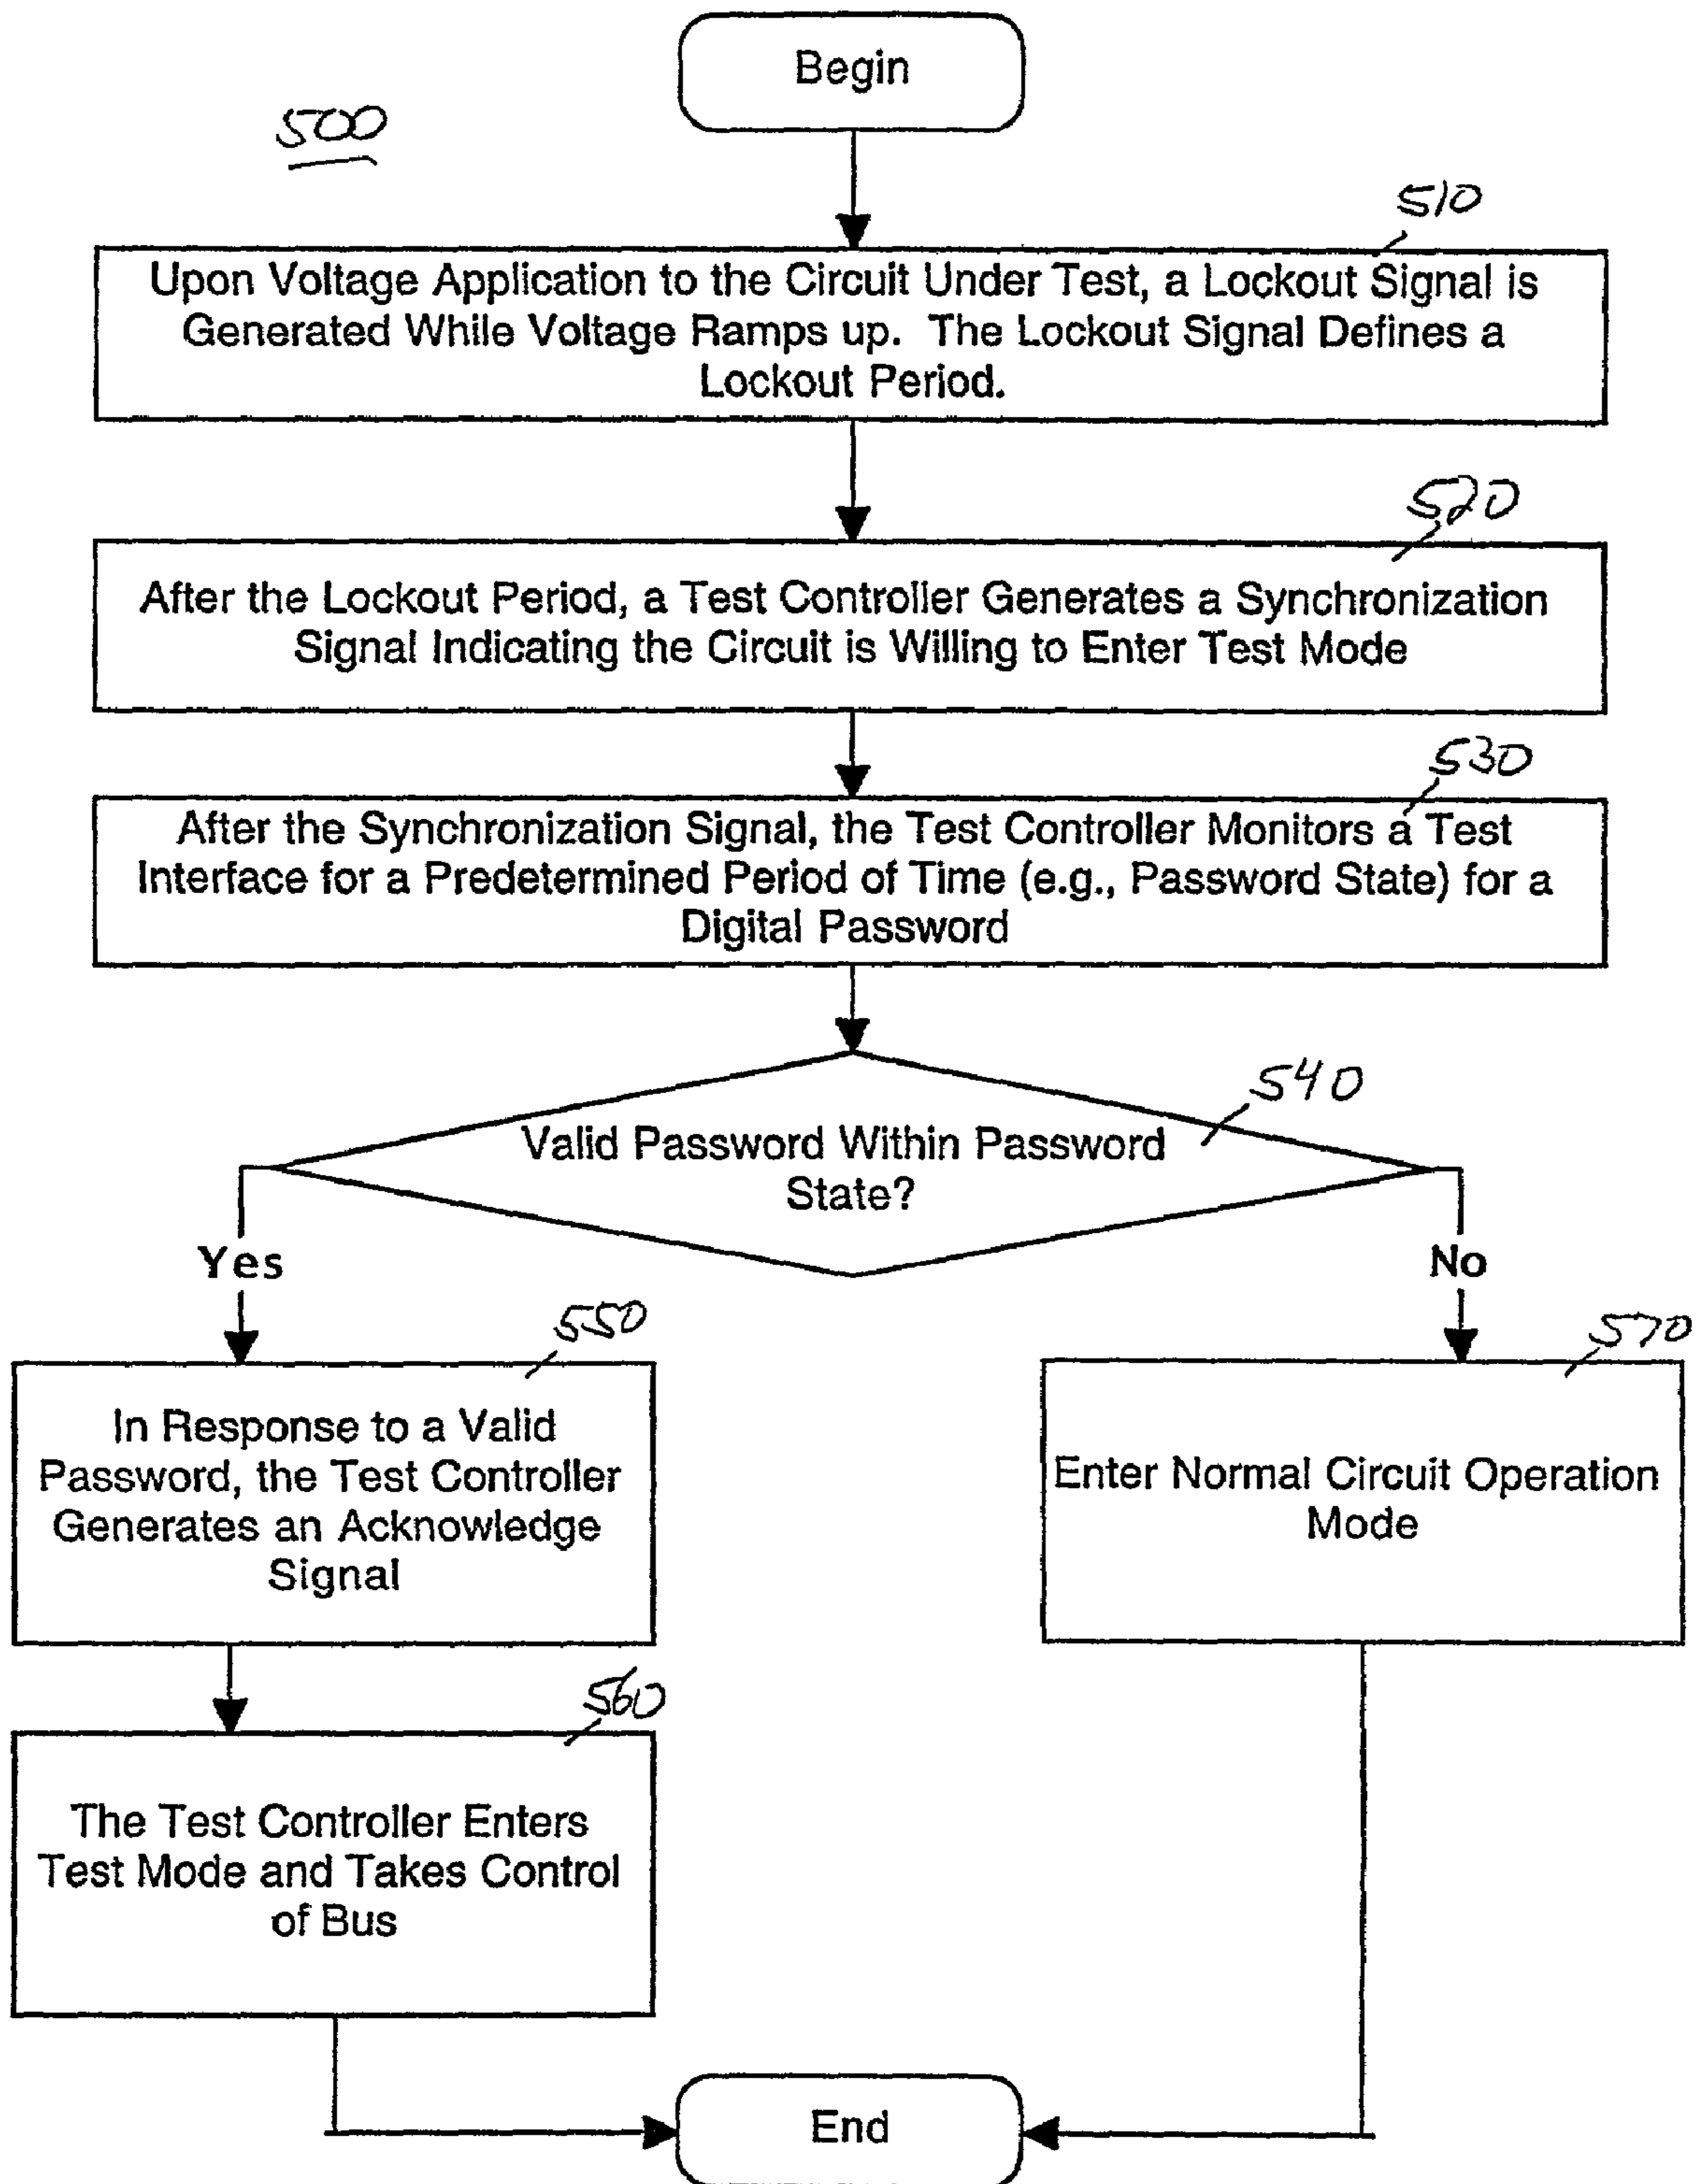 Begin
500
510
Upon Voltage Application to the Circuit Under Test, a Lockout Signal is
Generated While Voltage Ramps up. The Lockout Signal Defines a
Lockout Period.
520
After the Lockout Period, a Test Controller Generates a Synchronization
Signal Indicating the Circuit is Willing to Enter Test Mode
530
After the Synchronization Signal, the Test Controller Monitors a Test
Interface for a Predetermined Period of Time (e.g., Password State) for a
Digital Password
540
Valid Password Within Password
State?
Yes
No
550
In Response to a Valid
Password, the Test Controller
Generates an Acknowledge
Signal
570
Enter Normal Circuit Operation
Mode
560
The Test Controller Enters
Test Mode and Takes Control
of Bus
End